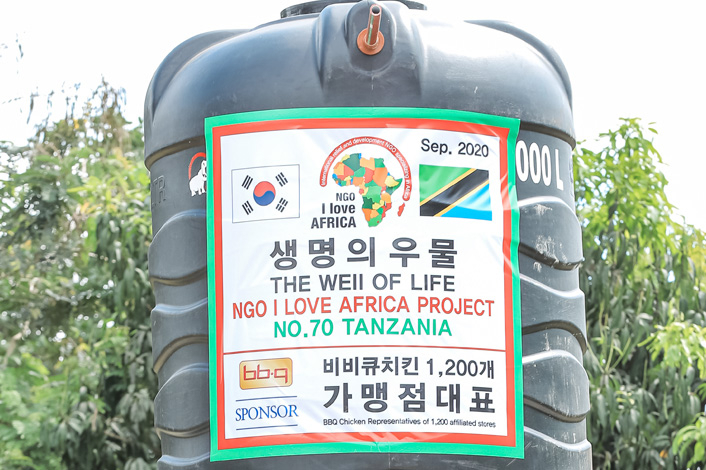 Sep. 2020
000 L
NGO
I love
AFRICA
생명의우물
THE WEll OF LIFE
NGO I LOVE AFRICA PROJECT
NO.70 TANZANIA
bb.q
SPONSOR
비비큐치킨 1,200개
가맹점대표
BBQ Chicken Representatives of 1,200 affiliated stores